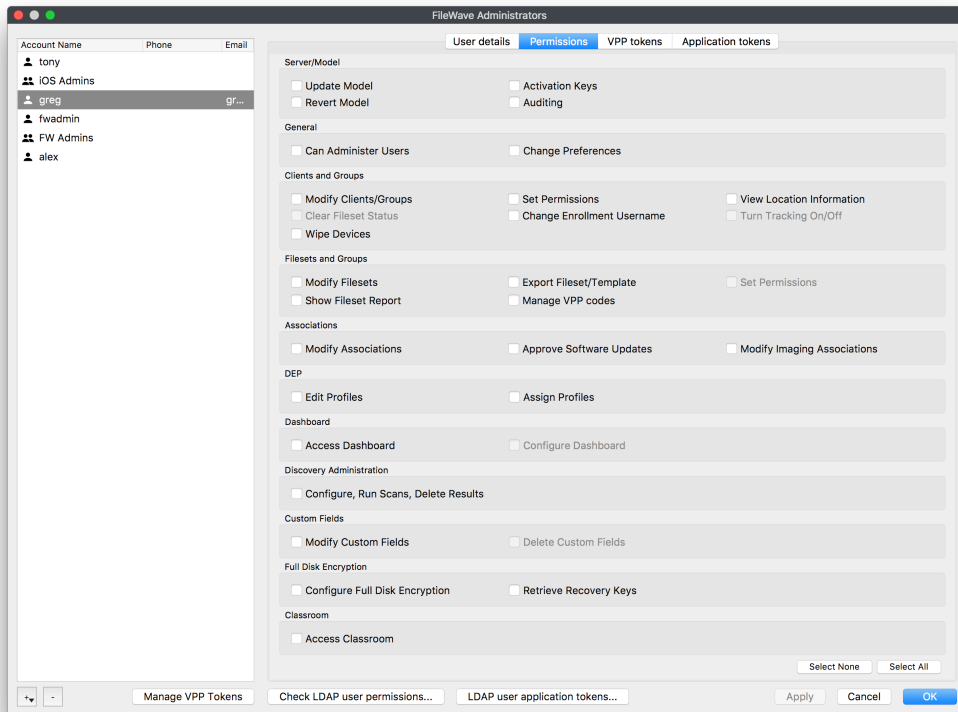 FileWave Administrators
Account Name Phone Email
tony
iOS Admins
greg gr...
fwadmin
FW Admins
alex
User details Permissions VPP tokens Application tokens
Server/Model
Update Model Activation Keys
Revert Model Auditing
General
Can Administer Users Change Preferences
Clients and Groups
Modify Clients/Groups Set Permissions View Location Information
Clear Fileset Status Change Enrollment Username Turn Tracking On/Off
Wipe Devices
Filesets and Groups
Modify Filesets Export Fileset/Template Set Permissions
Show Fileset Report Manage VPP codes
Associations
Modify Associations Approve Software Updates Modify Imaging Associations
DEP
Edit Profiles Assign Profiles
Dashboard
Access Dashboard Configure Dashboard
Discovery Administration
Configure, Run Scans, Delete Results
Custom Fields
Modify Custom Fields Delete Custom Fields
Full Disk Encryption
Configure Full Disk Encryption Retrieve Recovery Keys
Classroom
Access Classroom
Select None Select All
+ - Manage VPP Tokens Check LDAP user permissions... LDAP user application tokens... Apply Cancel OK